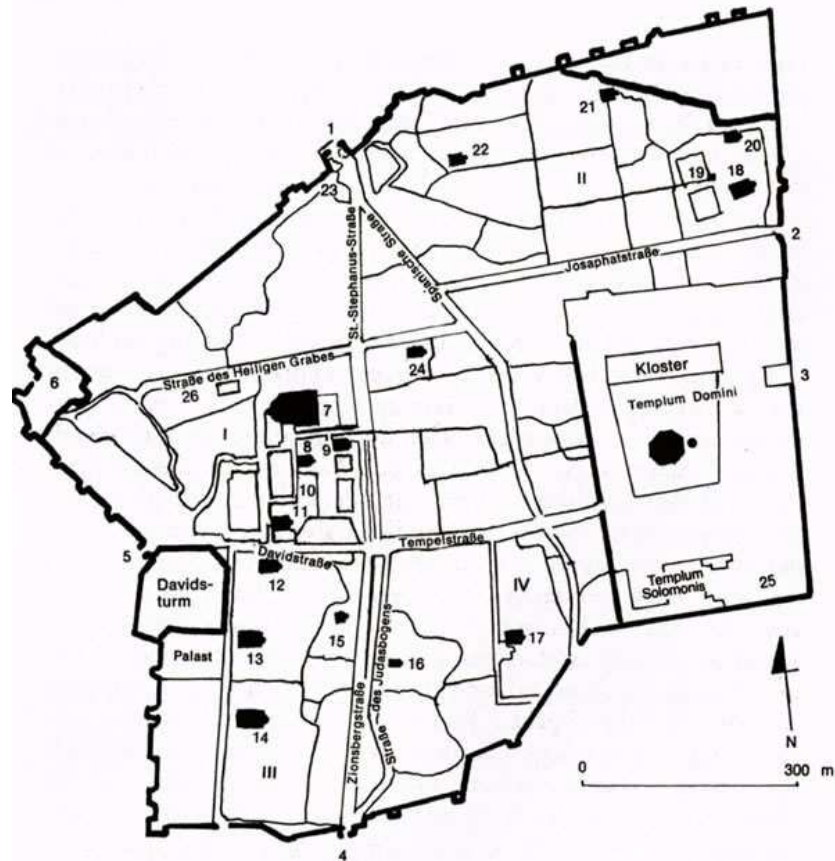 1
21
22
20
II
19
18
23
2
St.-Stephanus-Straße
Spanische Straße
Josaphatstraße
6
Straße des Heiligen Grabes
24
Kloster
3
26
7
Templum Domini
I
8
9
10
11
5
Davidstraße
Tempelstraße
Davids-
turm
12
IV
Templum
Solomonis
25
15
17
Palast
13
16
14
III
Zionsbergstraße
Straße des Judasbogens
N
0
300 m
4